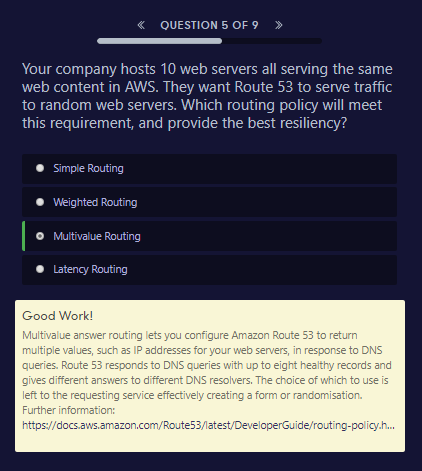 « QUESTION 5 OF 9 »
Your company hosts 10 web servers all serving the same
web content in AWS. They want Route 53 to serve traffic
to random web servers. Which routing policy will meet
this requirement, and provide the best resiliency?
Simple Routing
Weighted Routing
Multivalue Routing
Latency Routing
Good Work!
Multivalue answer routing lets you configure Amazon Route 53 to return
multiple values, such as IP addresses for your web servers, in response to DNS
queries. Route 53 responds to DNS queries with up to eight healthy records and
gives different answers to different DNS resolvers. The choice of which to use is
left to the requesting service effectively creating a form or randomisation.
Further information:
https://docs.aws.amazon.com/Route53/latest/DeveloperGuide/routing-policy.h...